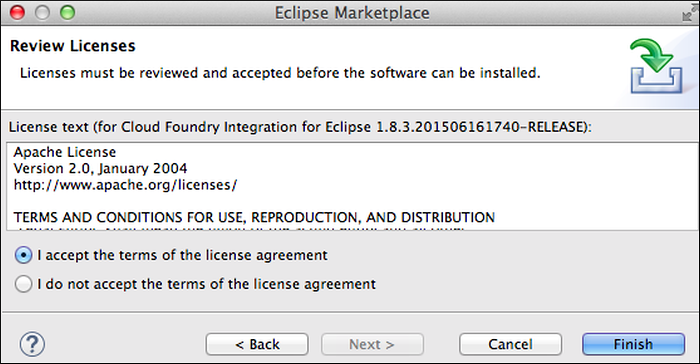 Eclipse Marketplace
Review Licenses
Licenses must be reviewed and accepted before the software can be installed.
License text (for Cloud Foundry Integration for Eclipse 1.8.3.201506161740-RELEASE):
Apache License
Version 2.0, January 2004
http://www.apache.org/licenses/
TERMS AND CONDITIONS FOR USE, REPRODUCTION, AND DISTRIBUTION
I accept the terms of the license agreement
I do not accept the terms of the license agreement
?
< Back
Next >
Cancel
Finish